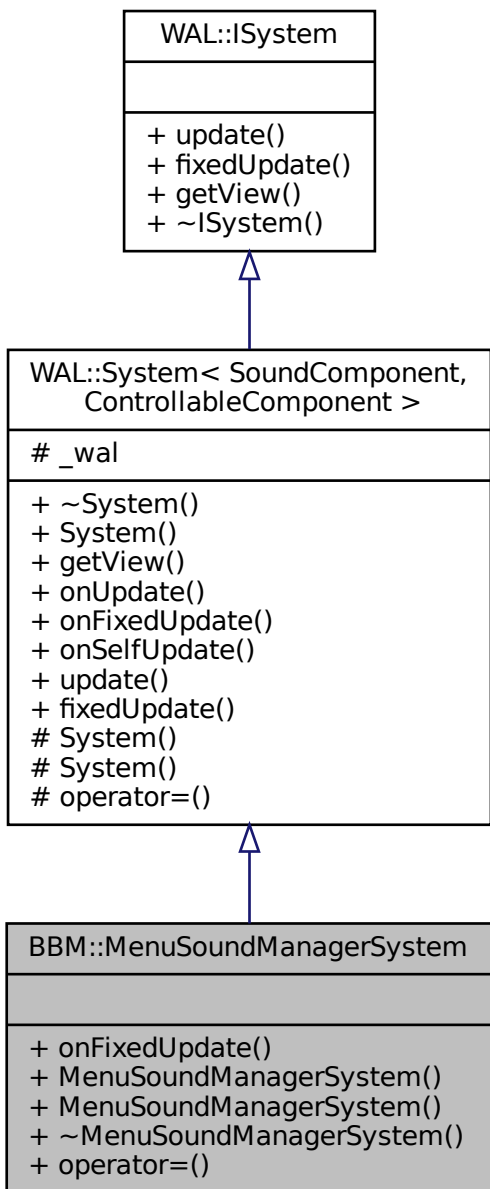 WAL::ISystem
+ update()
+ fixedUpdate()
+ getView()
+ ~ISystem()
WAL::System< SoundComponent,
ControllableComponent >
# _wal
+ ~System()
+ System()
+ getView()
+ onUpdate()
+ onFixedUpdate()
+ onSelfUpdate()
+ update()
+ fixedUpdate()
# System()
# System()
# operator=()
BBM::MenuSoundManagerSystem
+ onFixedUpdate()
+ MenuSoundManagerSystem()
+ MenuSoundManagerSystem()
+ ~MenuSoundManagerSystem()
+ operator=()